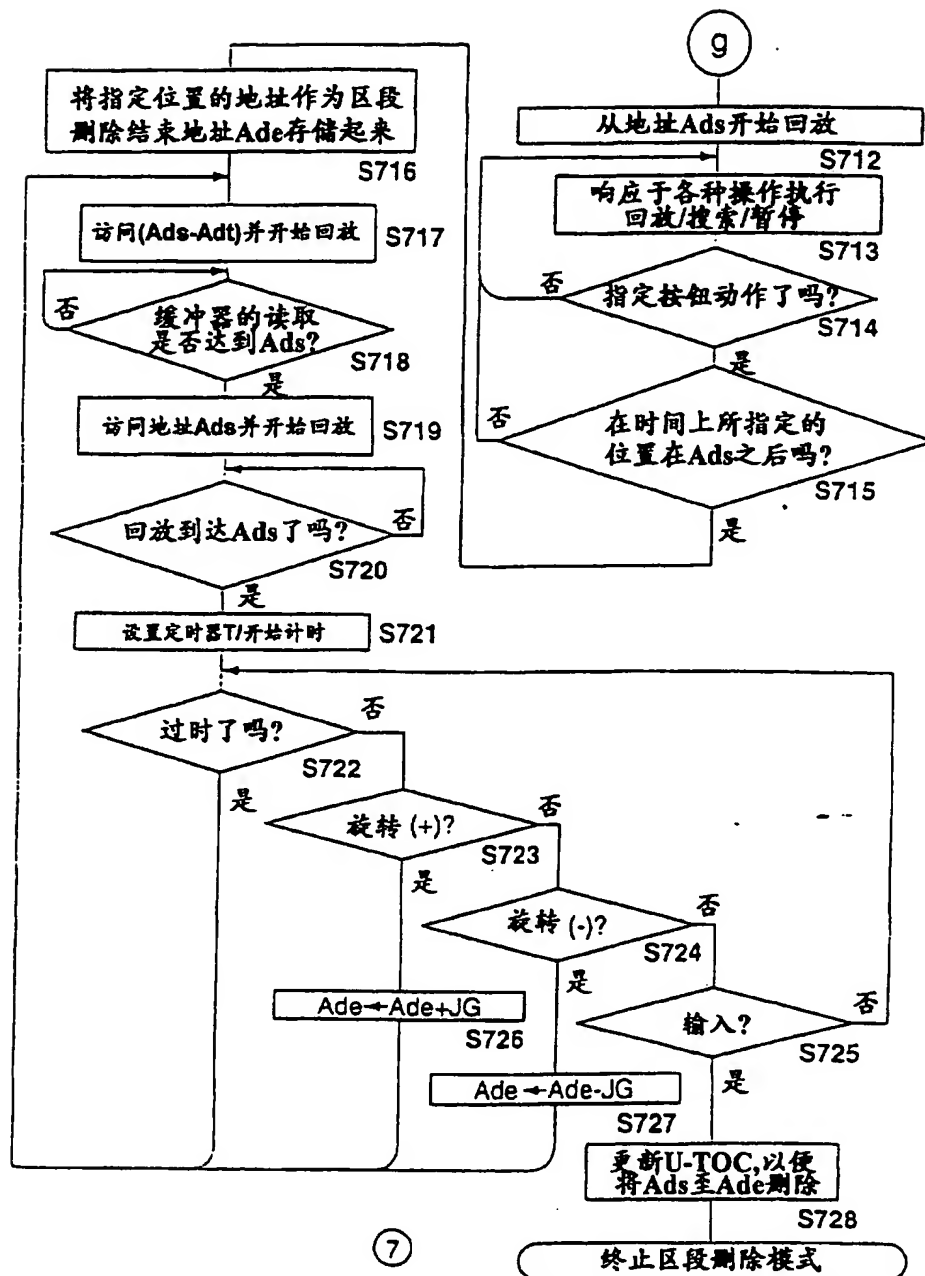 g
从地址Ads开始回放
S712
响应于各种操作执行
回放/搜索/暂停
S713
指定按钮动作了吗?
S714
否
是
在时间上所指定的
位置在Ads之后吗?
S715
否
是
将指定位置的地址作为区段
删除结束地址Ade存储起来
S716
访问(Ads-Adt)并开始回放
S717
否
缓冲器的读取
是否达到Ads?
S718
是
访问地址Ads并开始回放
S719
回放到达Ads了吗?
否
S720
是
设置定时器T/开始计时
S721
过时了吗?
否
S722
是
旋转(+)?
否
S723
是
旋转(-)?
否
S724
是
输入?
否
S725
是
Ade←Ade+JG
S726
Ade←Ade-JG
S727
更新U-TOC,以便
将Ads至Ade删除
S728
终止区段删除模式
7